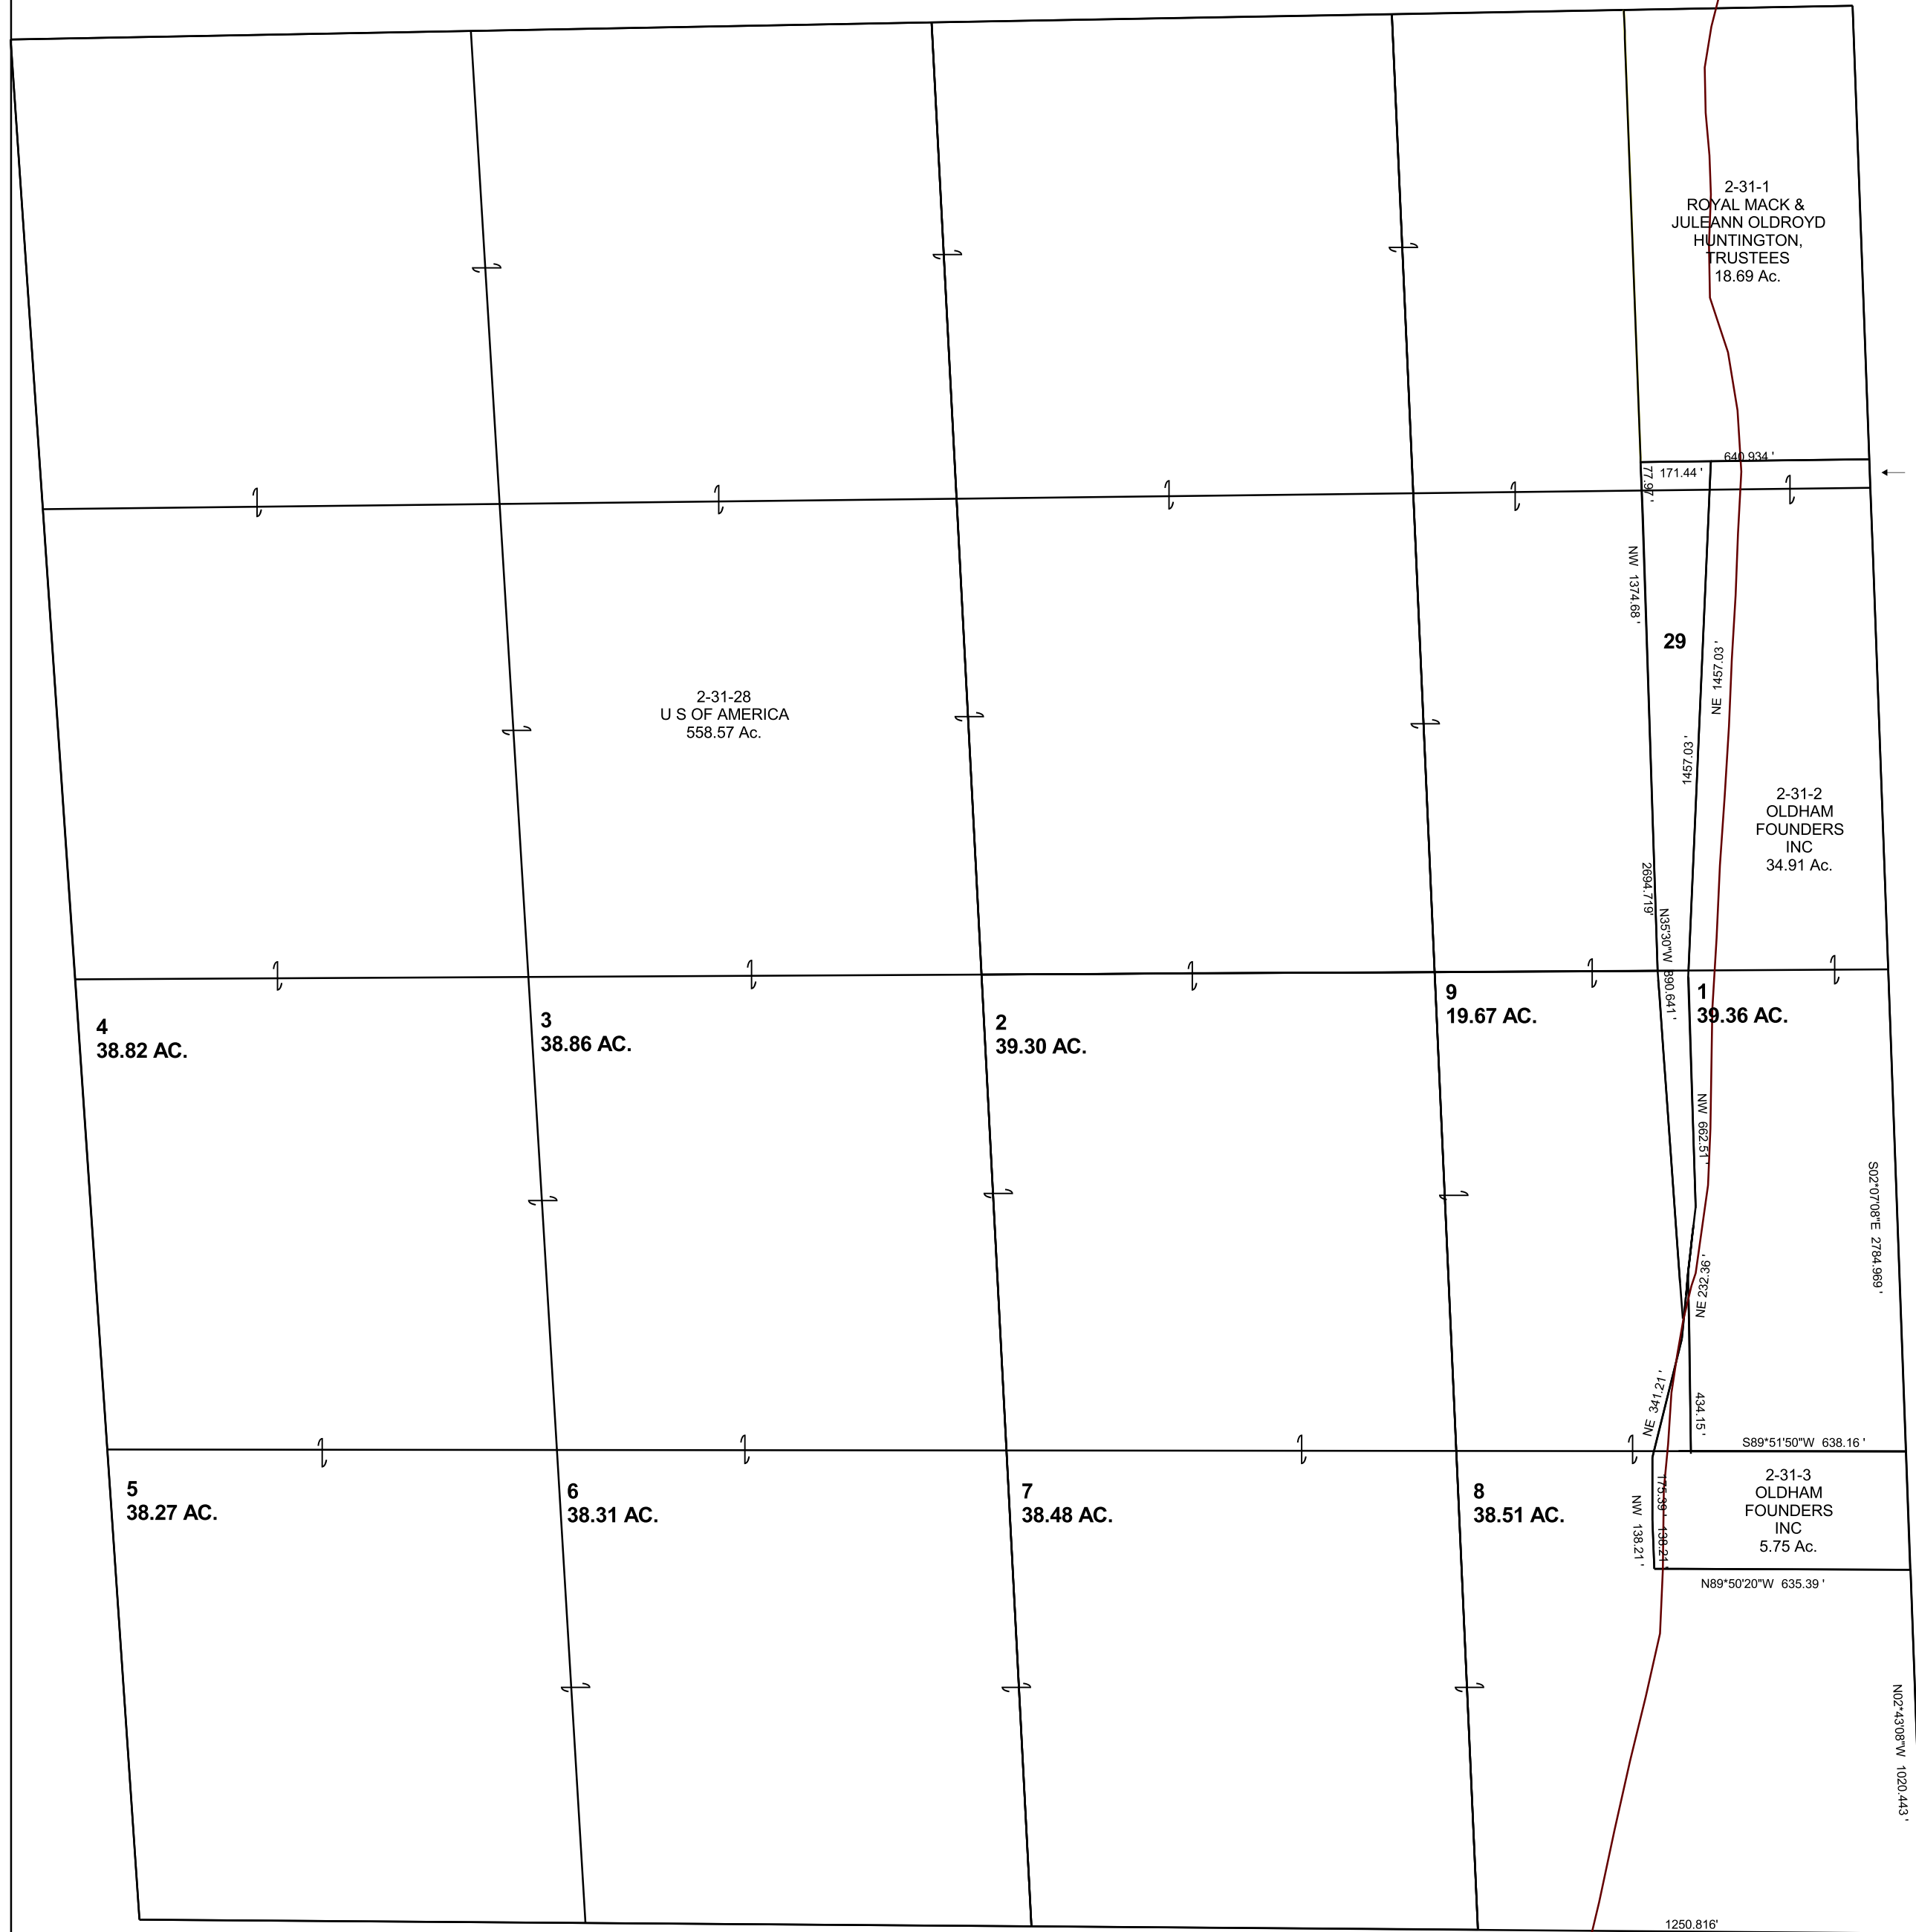 2-31-1
ROYAL MACK &
JULEANN OLDROYD
HUNTINGTON,
TRUSTEES
18.69 Ac.
640.934 '
77.97 '
171.44 '
NW 1374.68 '
29
NE 1457.03 '
1457.03 '
2-31-28
U S OF AMERICA
558.57 Ac.
2-31-2
OLDHAM
FOUNDERS
INC
34.91 Ac.
2694.719'
N35'30"W 890.641 '
4
38.82 AC.
3
38.86 AC.
2
39.30 AC.
9
19.67 AC.
1
39.36 AC.
NW 662.51 '
S02°07'08"E 2784.969 '
NE 232.36 '
NE 341.21 '
434.15 '
S89*51'50"W 638.16 '
5
38.27 AC.
6
38.31 AC.
7
38.48 AC.
8
38.51 AC.
175.39 ' 138.21 '
NW 138.21 '
2-31-3
OLDHAM
FOUNDERS
INC
5.75 Ac.
N89*50'20"W 635.39 '
N02*43'08"W 1020.443 '
1250.816'